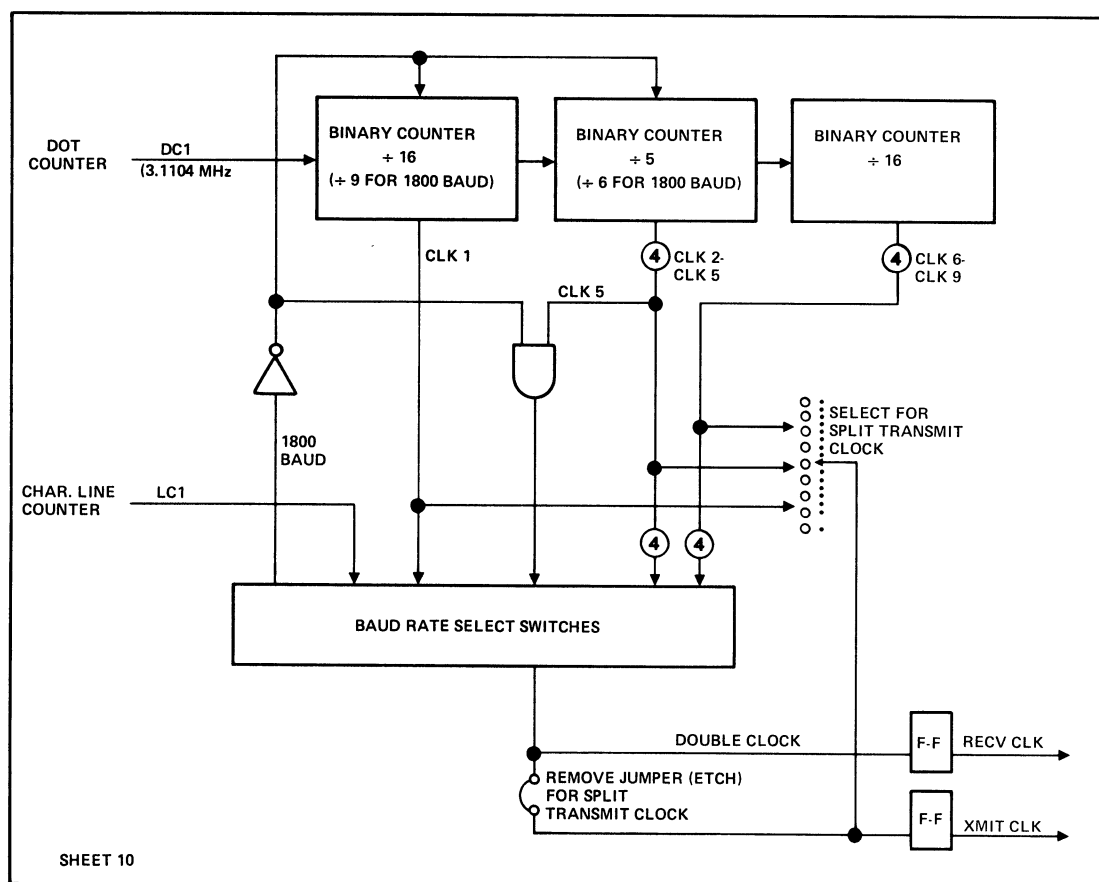 BINARY COUNTER
÷ 16
(÷ 9 FOR 1800 BAUD)
BINARY COUNTER
÷ 5
(÷ 6 FOR 1800 BAUD)
BINARY COUNTER
÷ 16
DOT
COUNTER
DC1
(3.1104 MHz
CLK 1
4
CLK 2-
CLK 5
4
CLK 6-
CLK 9
CLK 5
1800
BAUD
SELECT FOR
SPLIT TRANSMIT
CLOCK
CHAR. LINE
COUNTER
LC1
4
4
BAUD RATE SELECT SWITCHES
DOUBLE CLOCK
F-F
RECV CLK
REMOVE JUMPER (ETCH)
FOR SPLIT
TRANSMIT CLOCK
F-F
XMIT CLK
SHEET 10